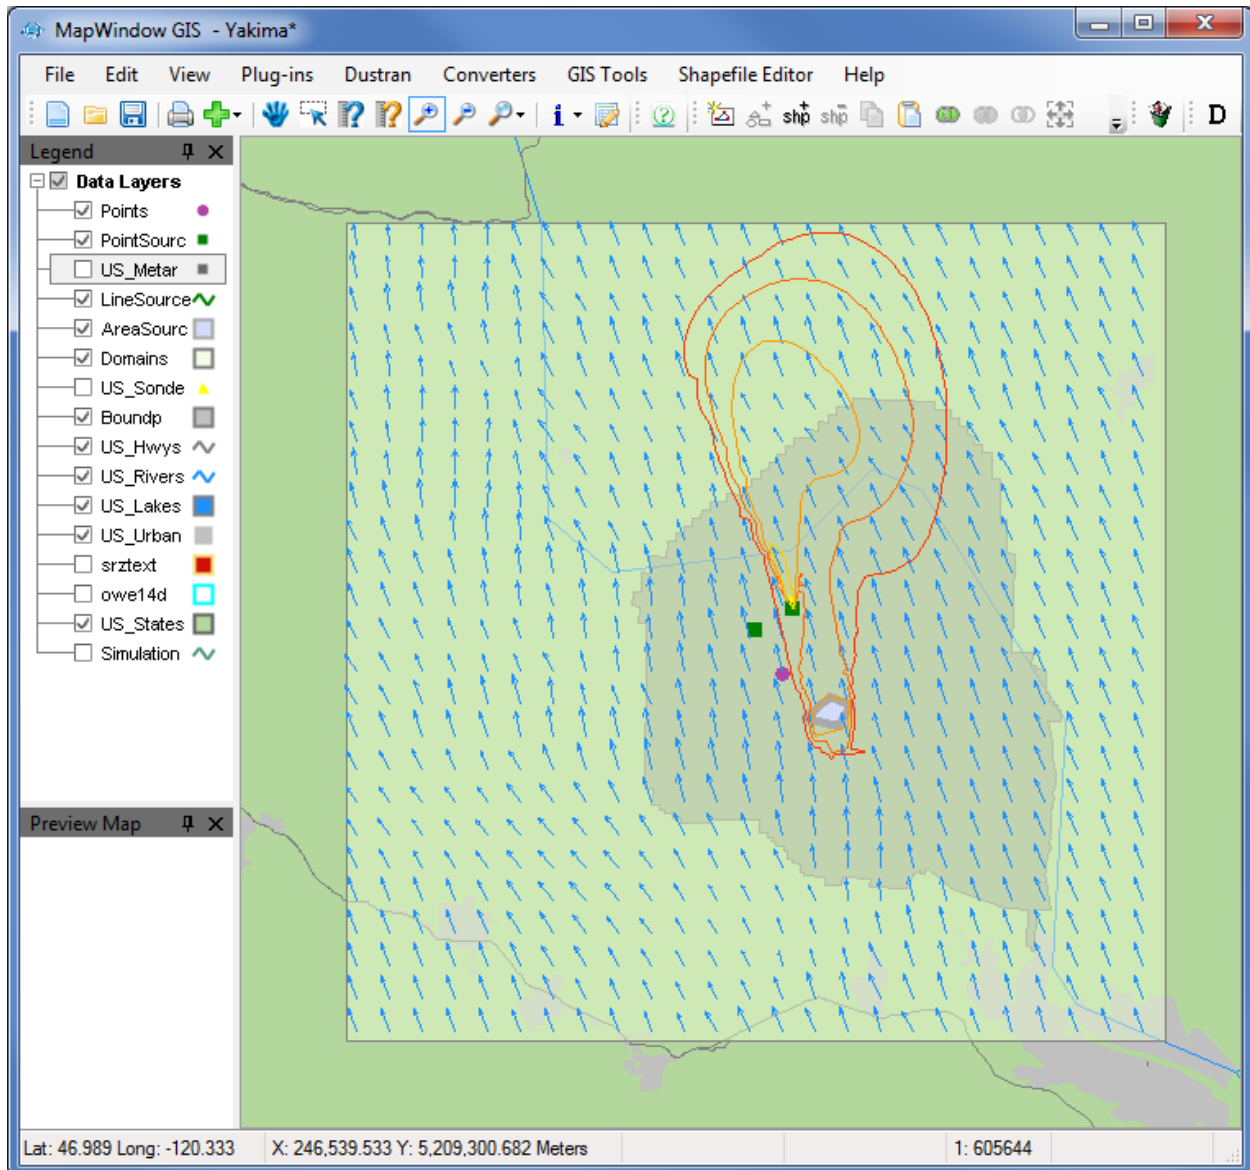 MapWindow GIS - Yakima*
File Edit View Plug-ins Dustran Converters GIS Tools Shapefile Editor Help
i shp shp D
Legend
Data Layers
Points
PointSourc
US_Metar
LineSource
AreaSourc
Domains
US_Sonde
Boundp
US_Hwys
US_Rivers
US_Lakes
US_Urban
srztext
owe14d
US_States
Simulation
Preview Map
Lat: 46.989 Long: -120.333 X: 246,539.533 Y: 5,209,300.682 Meters 1: 605644